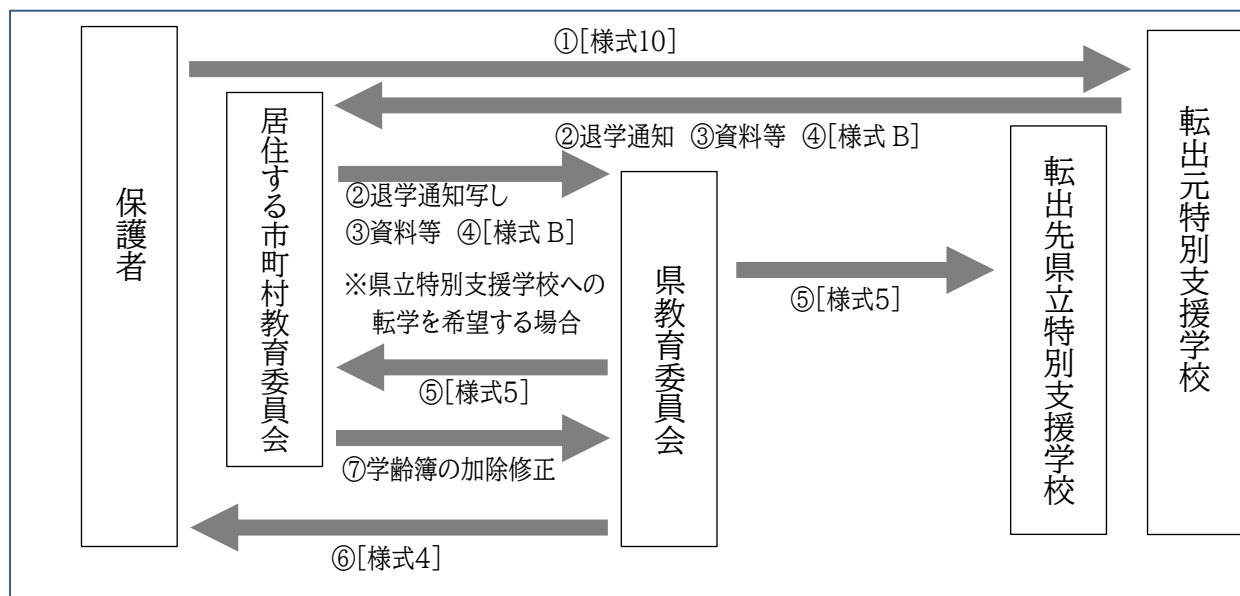 ①[様式10]
保護者
居住する市町村教育委員会
②退学通知 ③資料等 ④[様式 B]
転出元特別支援学校
転出先県立特別支援学校
②退学通知写し
③資料等 ④[様式 B]
※県立特別支援学校への
転学を希望する場合
県教育委員会
⑤[様式5]
⑤[様式5]
⑦学齢簿の加除修正
⑥[様式4]